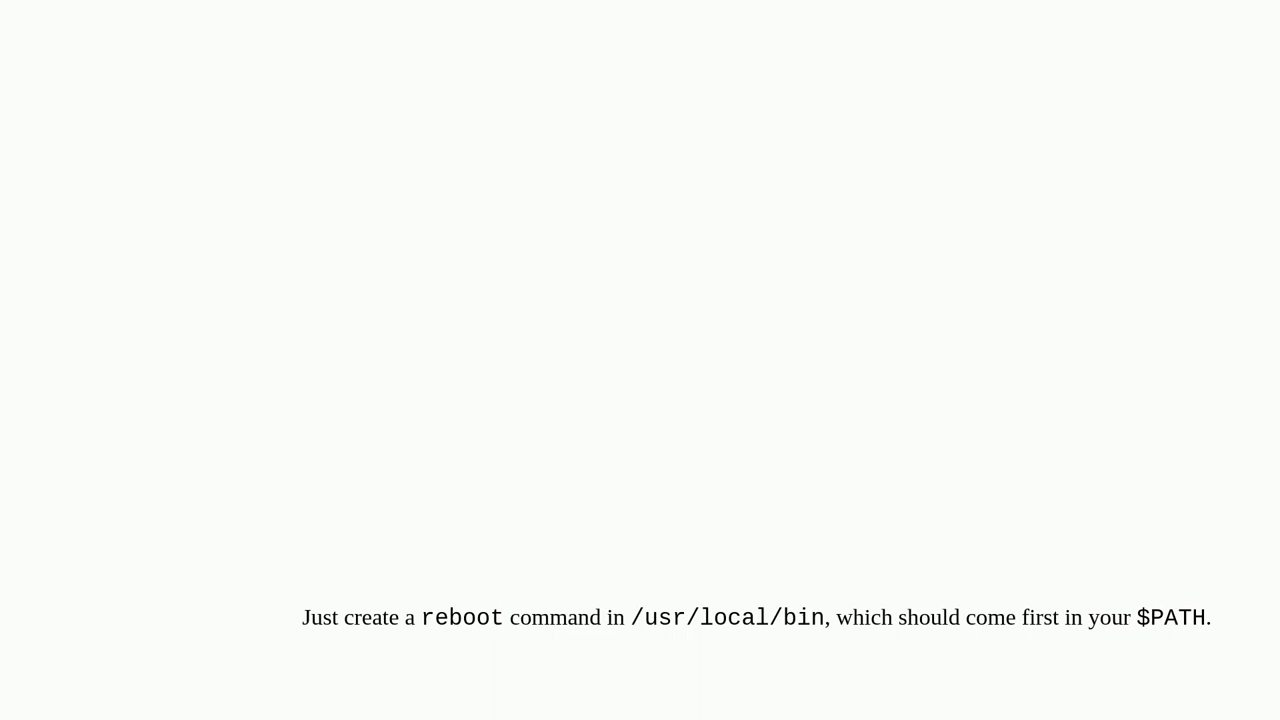 Just create a reboot command in /usr/local/bin, which should come first in your $PATH.